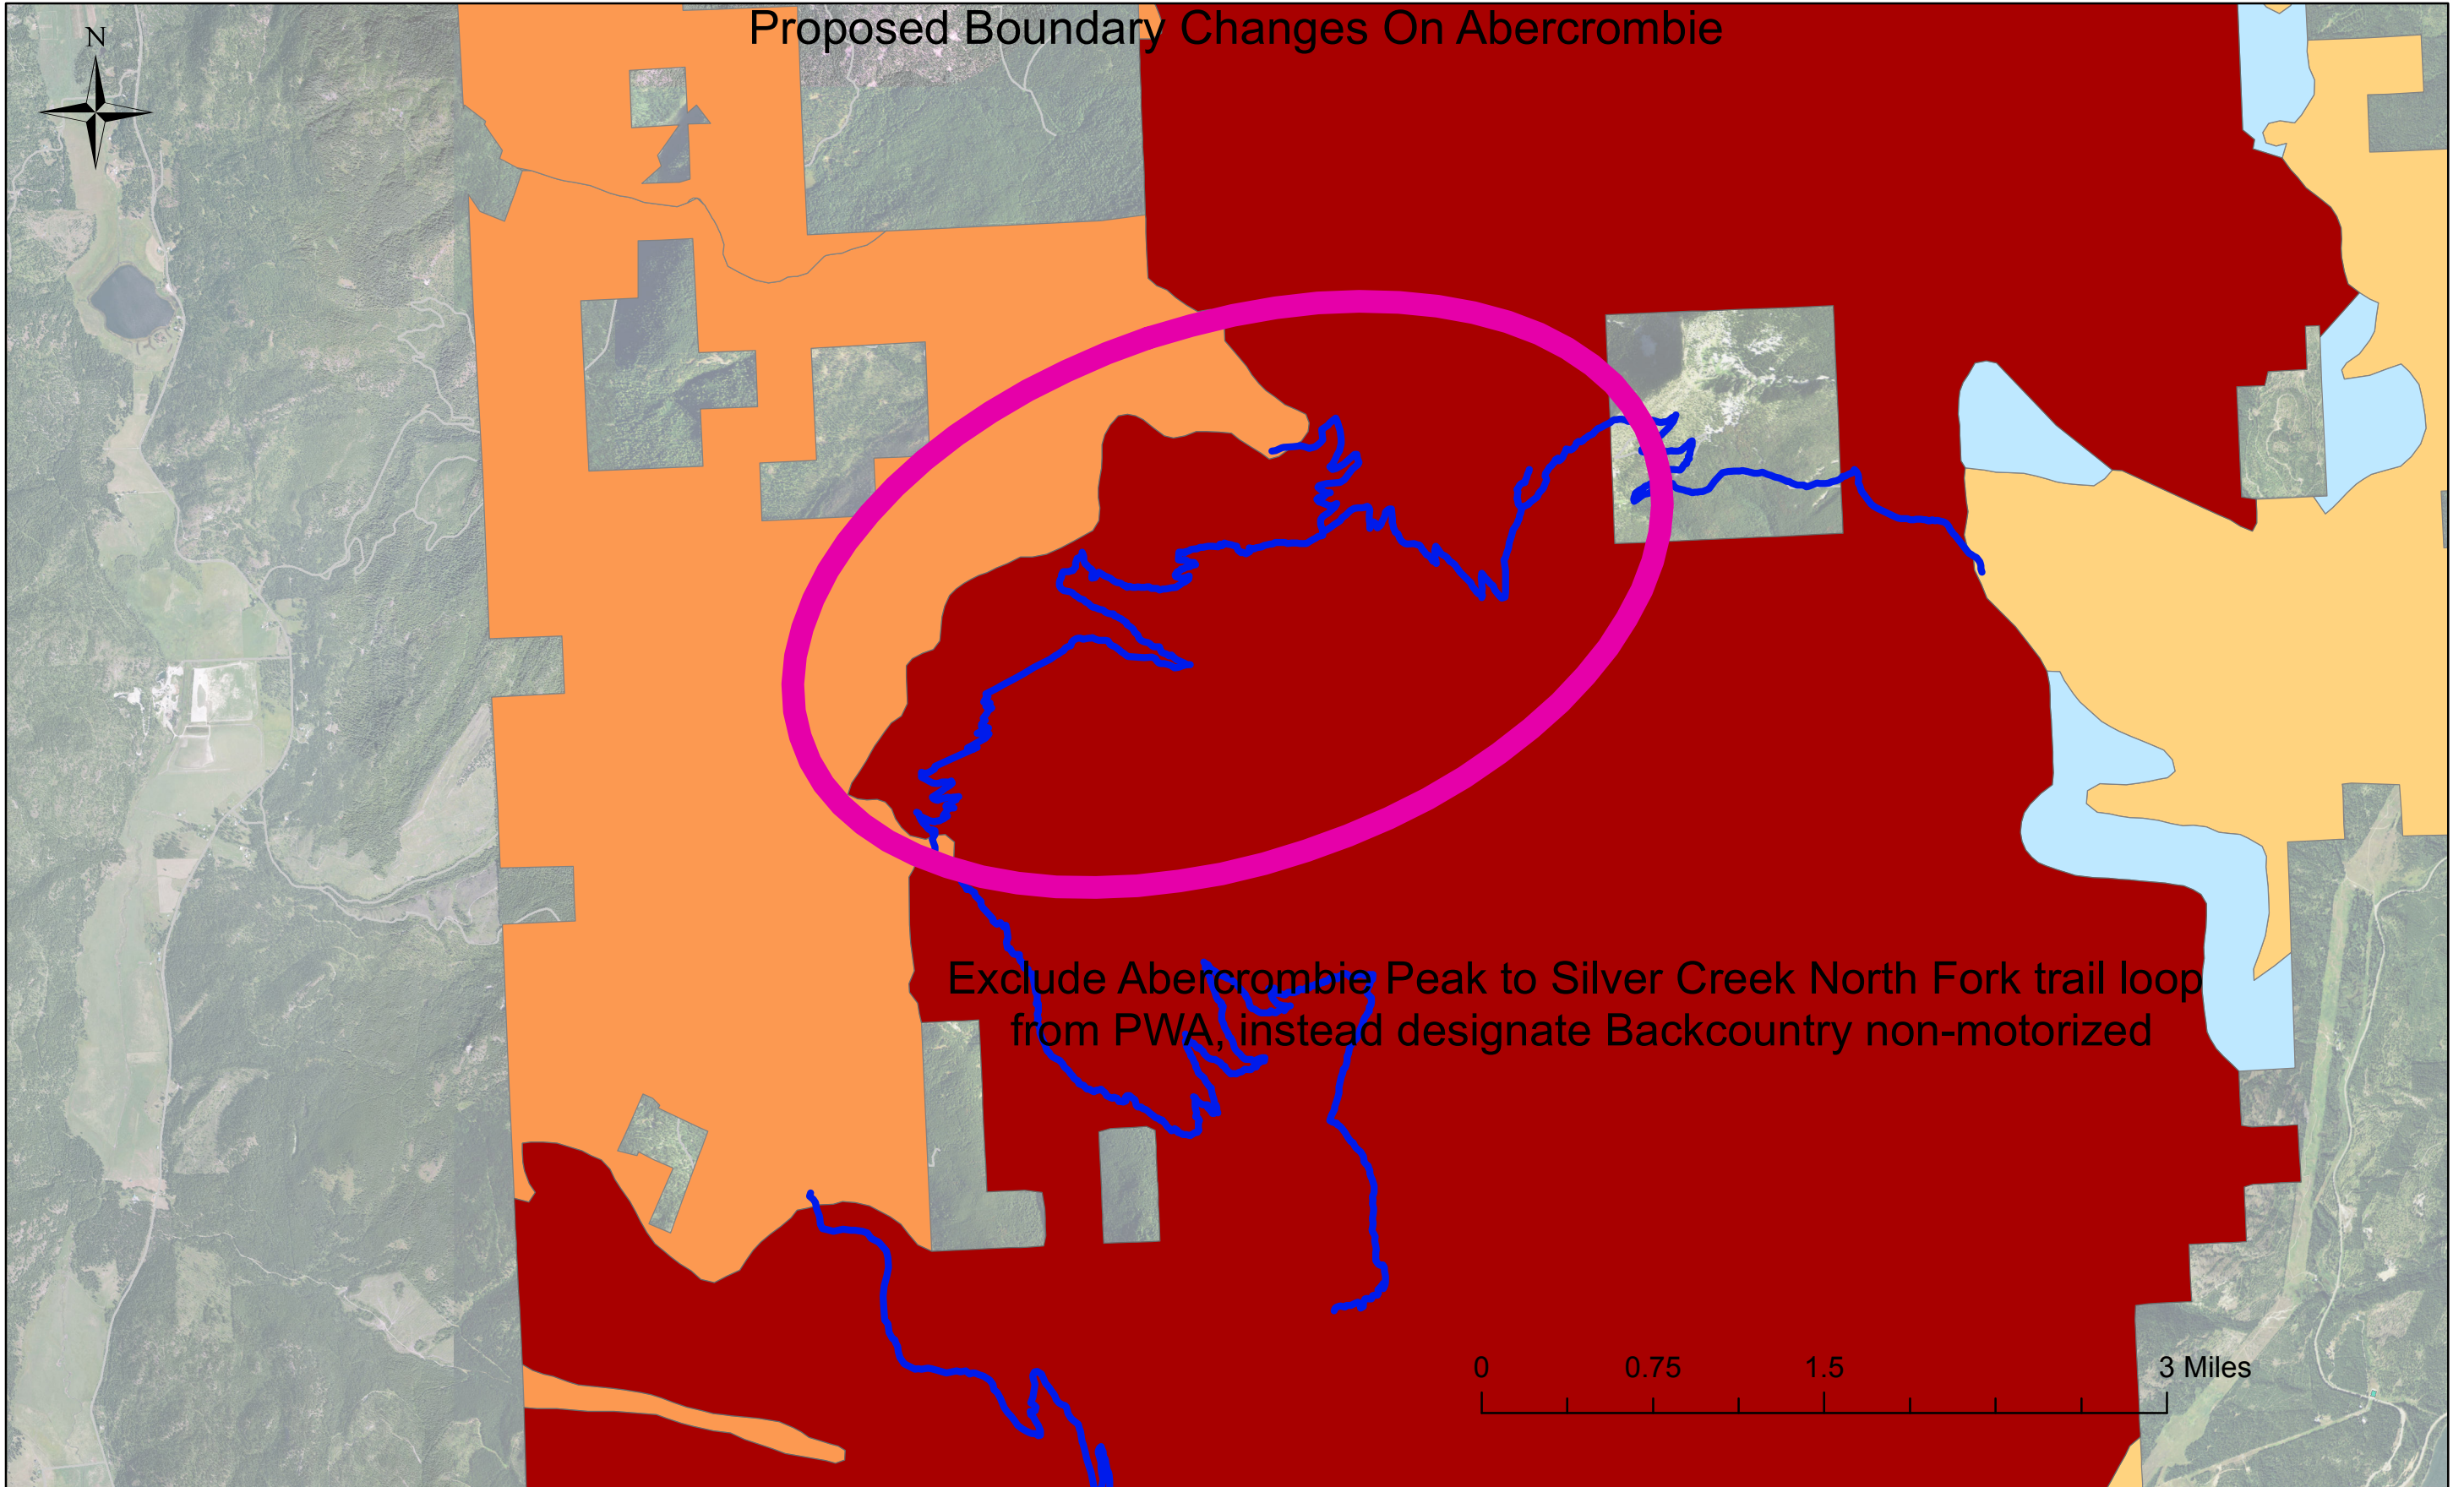 Proposed Boundary Changes On Abercrombie
N
Exclude Abercrombie Peak to Silver Creek North Fork trail loop
from PWA, instead designate Backcountry non-motorized
0 0.75 1.5 3 Miles